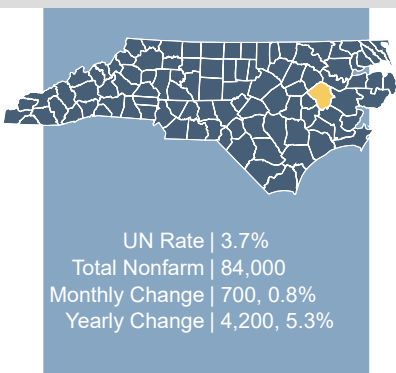 UN Rate | 3.7%
Total Nonfarm | 84,000
Monthly Change | 700, 0.8%
Yearly Change | 4,200, 5.3%